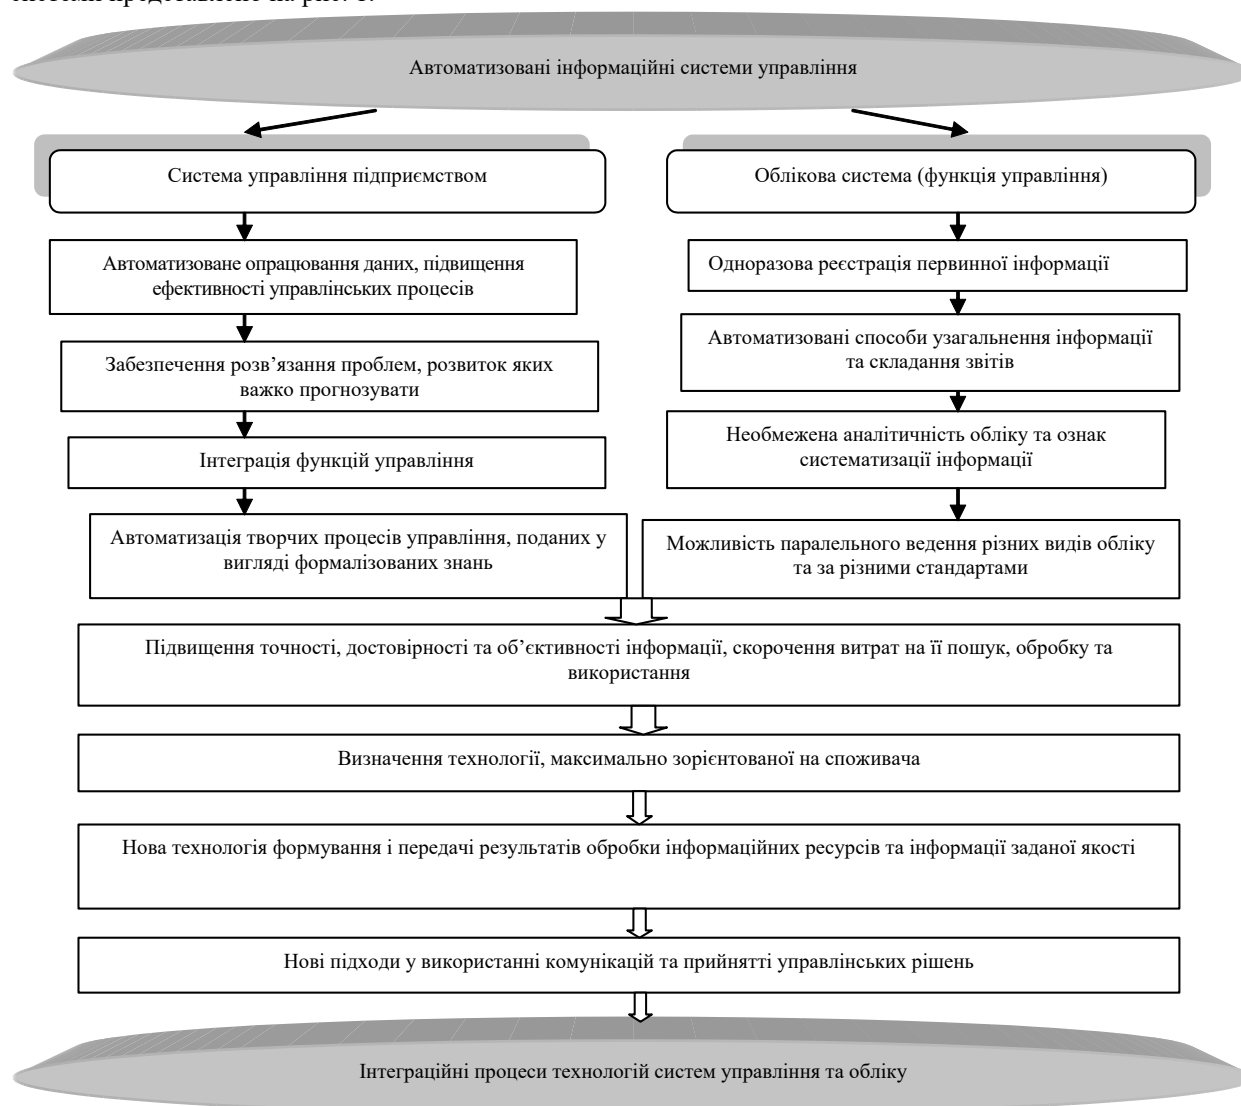 системи представлено на рис. 1.
Автоматизовані інформаційні системи управління
Система управління підприємством
Автоматизоване опрацювання даних, підвищення
ефективності управлінських процесів
Забезпечення розв’язання проблем, розвиток яких
важко прогнозувати
Інтеграція функцій управління
Автоматизація творчих процесів управління, поданих у
вигляді формалізованих знань
Облікова система (функція управління)
Одноразова реєстрація первинної інформації
Автоматизовані способи узагальнення інформації
та складання звітів
Необмежена аналітичність обліку та ознак
систематизації інформації
Можливість паралельного ведення різних видів обліку
та за різними стандартами
Підвищення точності, достовірності та об’єктивності інформації, скорочення витрат на її пошук, обробку та
використання
Визначення технології, максимально зорієнтованої на споживача
Нова технологія формування і передачі результатів обробки інформаційних ресурсів та інформації заданої якості
Нові підходи у використанні комунікацій та прийнятті управлінських рішень
Інтеграційні процеси технологій систем управління та обліку